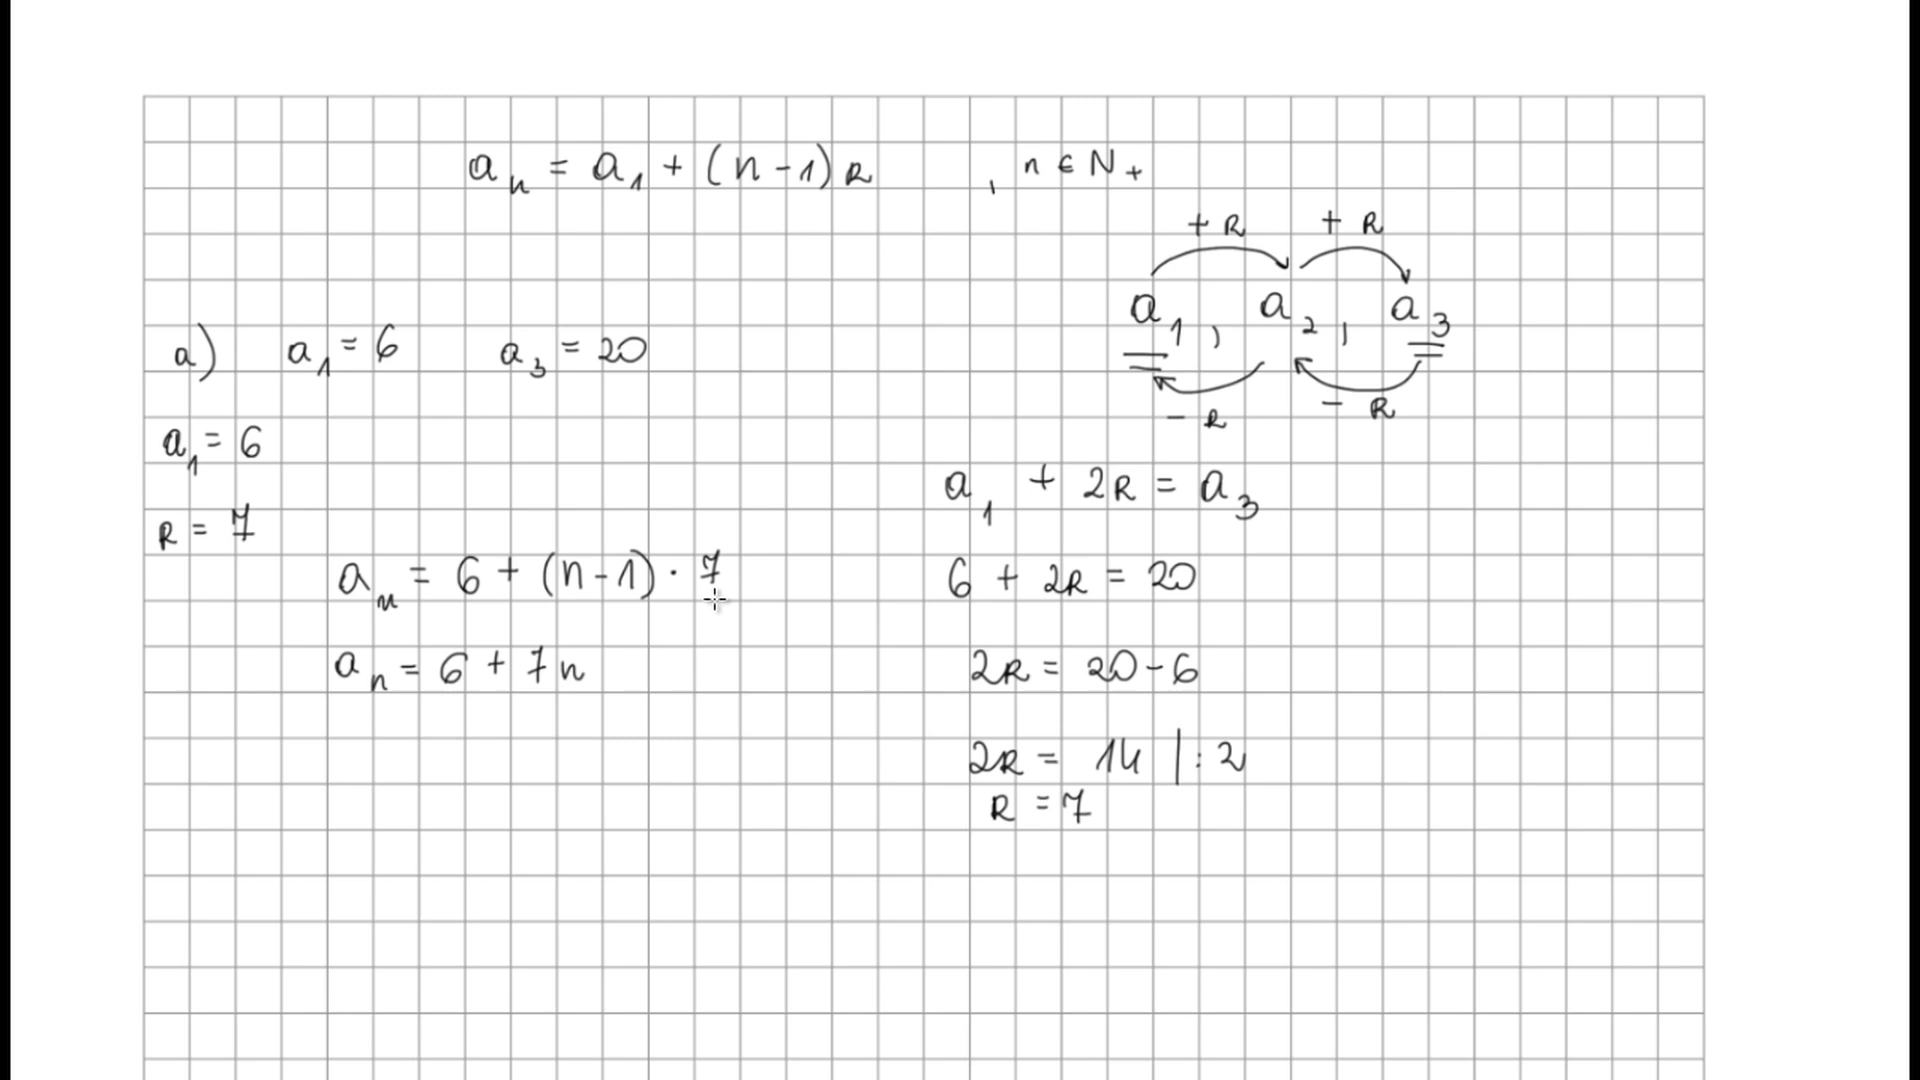 aₙ = a₁ + (n-1)R , n ∈ N₊
+ R + R
a) a₁ = 6 a₃ = 20
a₁, a₂, a₃
- R - R
a₁ = 6
a₁ + 2R = a₃
R = 7
aₙ = 6 + (n-1) · 7
6 + 2R = 20
aₙ = 6 + 7n
2R = 20-6
2R = 14 | : 2
R = 7